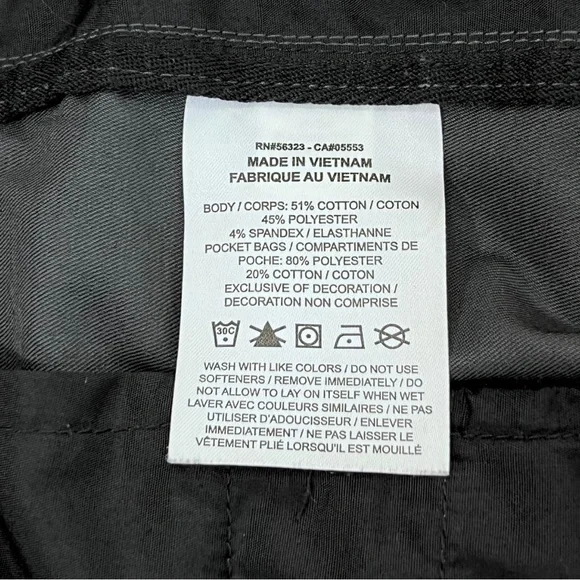 RN#56323 - CA#05553
MADE IN VIETNAM
FABRIQUE AU VIETNAM
BODY / CORPS: 51% COTTON / COTON
45% POLYESTER
4% SPANDEX / ELASTHANNE
POCKET BAGS / COMPARTIMENTS DE
POCHE: 80% POLYESTER
20% COTTON / COTON
EXCLUSIVE OF DECORATION /
DECORATION NON COMPRISE
30C
WASH WITH LIKE COLORS / DO NOT USE
SOFTENERS / REMOVE IMMEDIATELY / DO
NOT ALLOW TO LAY ON ITSELF WHEN WET
LAVER AVEC COULEURS SIMILAIRES / NE PAS
UTILISER D'ADOUCISSEUR / ENLEVER
IMMEDIATEMENT / NE PAS LAISSER LE
VÊTEMENT PLIÉ LORSQU'IL EST MOUILLÉ